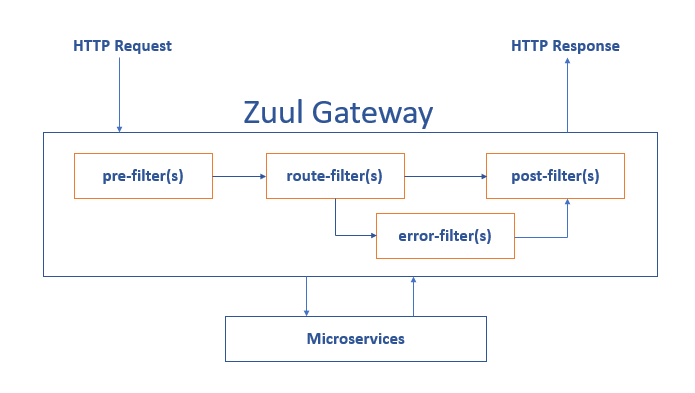 HTTP Request
HTTP Response
Zuul Gateway
pre-filter(s)
route-filter(s)
post-filter(s)
error-filter(s)
Microservices